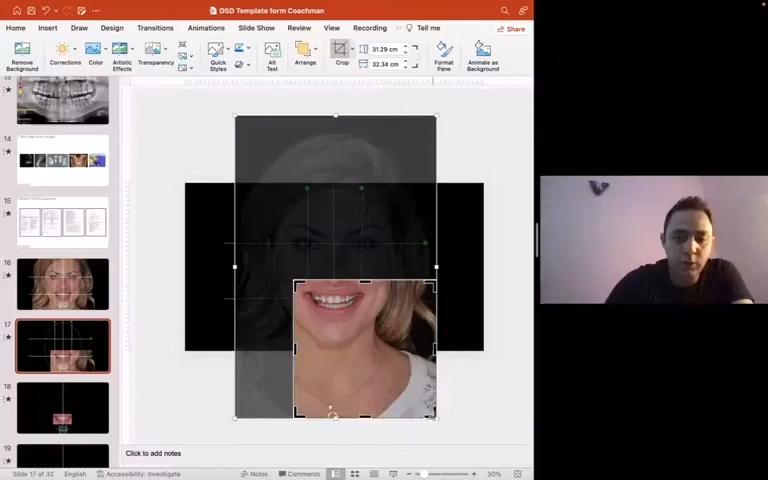 DSD Template form Coachman
Home Insert Draw Design Transitions Animations Slide Show Review View Recording Tell me Share
Remove Background Corrections Color Artistic Effects Transparency Quick Styles Alt Text Arrange Crop 31.29 cm Format Pane Animate as Background
32.34 cm
13
14
15
16
17
18
19
Click to add notes
Slide 17 of 32 English Accessibility: Investigate Notes Comments 30%